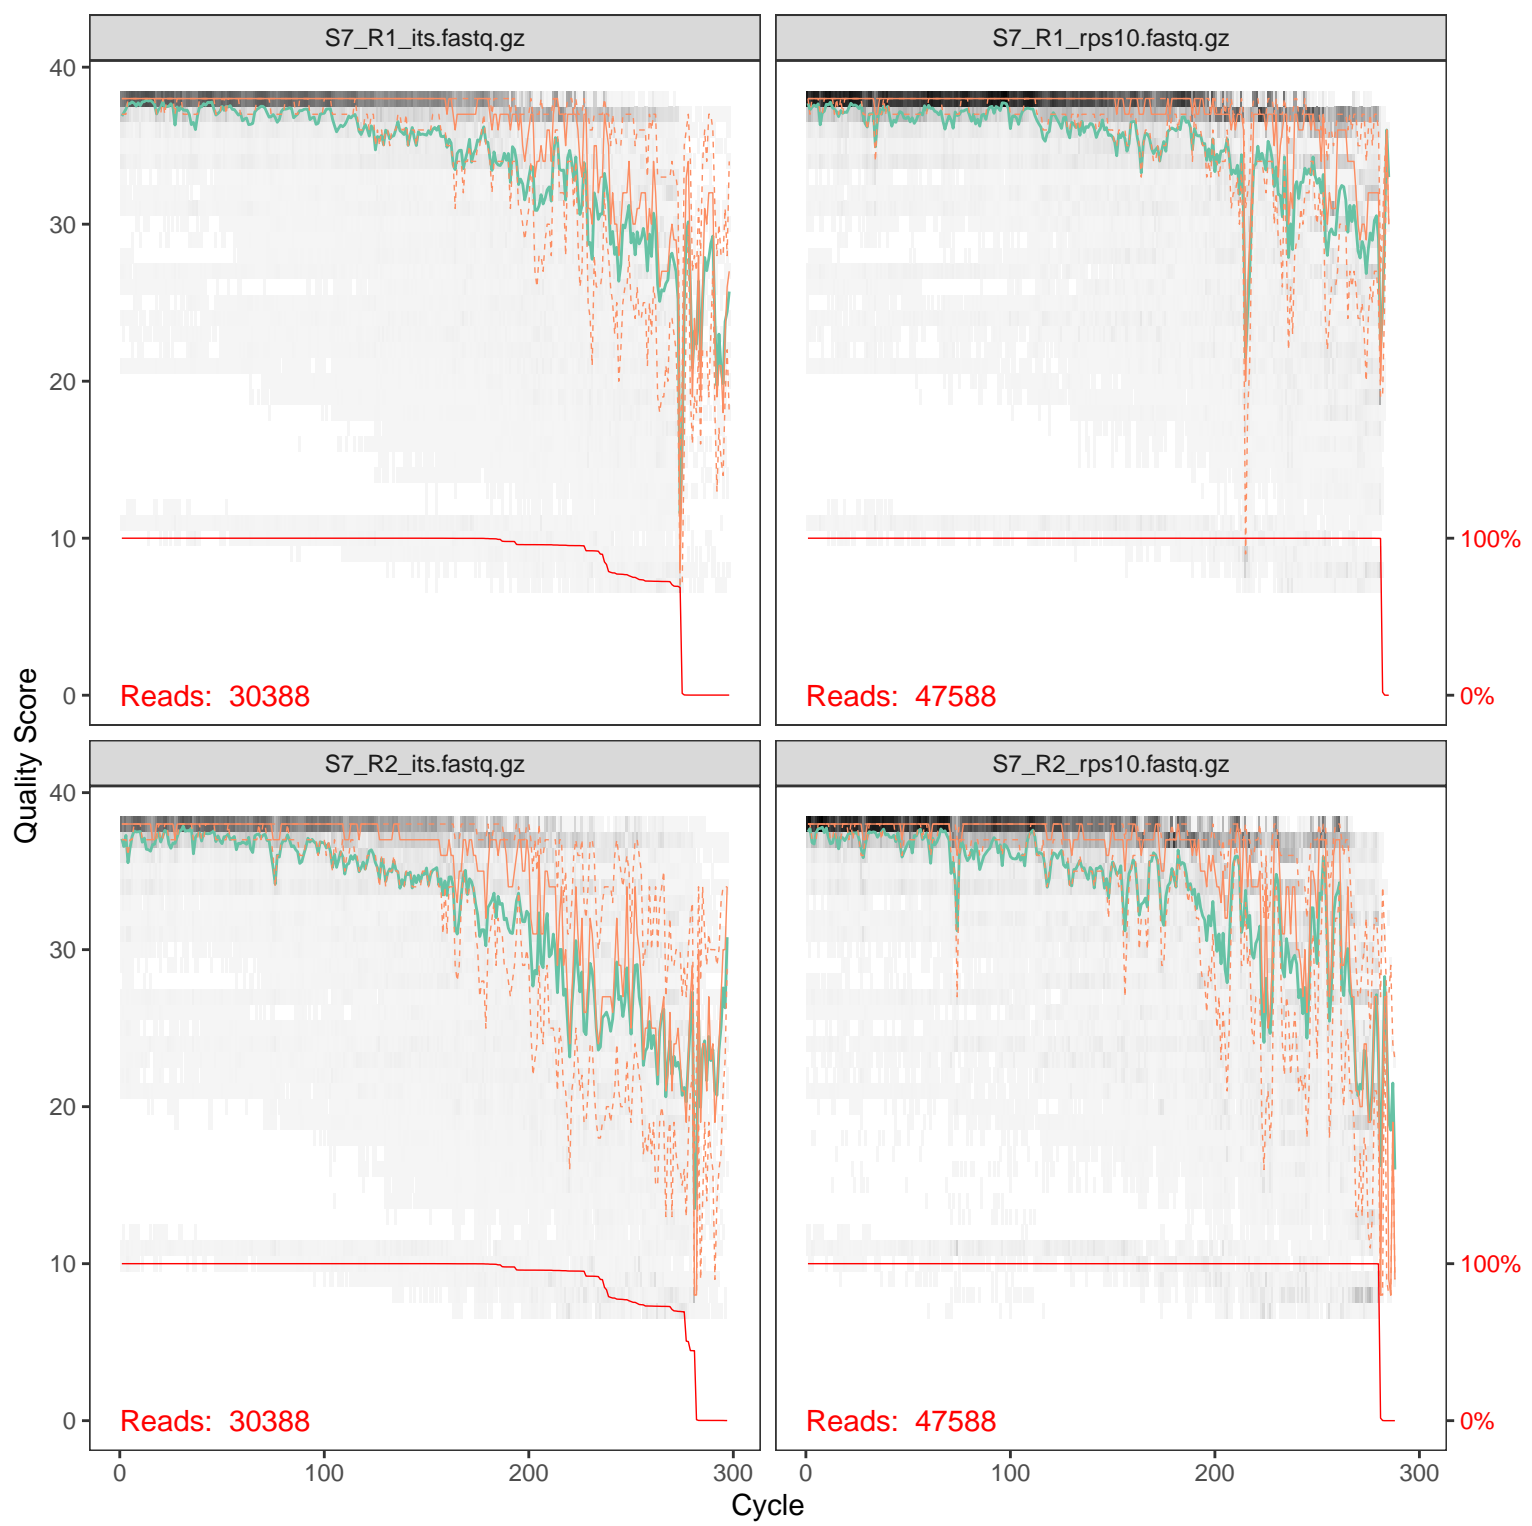 S7_R1_its.fastq.gz
S7_R1_rps10.fastq.gz
40
30
20
10
0
100%
0%
Reads: 30388
Reads: 47588
Quality Score
S7_R2_its.fastq.gz
S7_R2_rps10.fastq.gz
40
30
20
10
0
100%
0%
Reads: 30388
Reads: 47588
0 100 200 300
0 100 200 300
Cycle